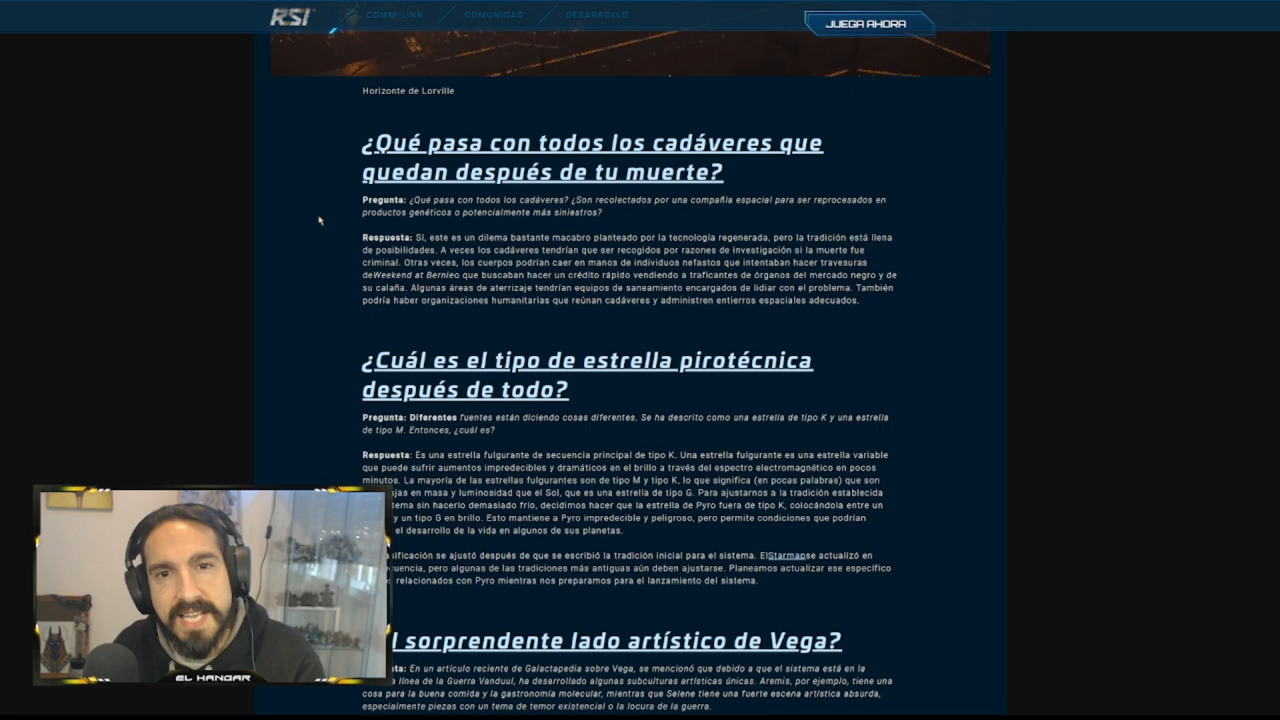 RSI
COMM-LINK
COMUNIDAD
DESARROLLO
JUEGA AHORA
Horizonte de Lorville
¿Qué pasa con todos los cadáveres que
quedan después de tu muerte?
Pregunta: ¿Qué pasa con todos los cadáveres? ¿Son recolectados por una compañía espacial para ser reprocesados en
productos genéticos o potencialmente más siniestros?
Respuesta: Sí, este es un dilema bastante macabro planteado por la tecnología regenerada, pero la tradición está llena
de posibilidades. A veces los cadáveres tendrían que ser recogidos por razones de investigación si la muerte fue
criminal. Otras veces, los cuerpos podrían caer en manos de individuos nefastos que intentaban hacer travesuras
deWeekend at Bernieo que buscaban hacer un crédito rápido vendiendo a traficantes de órganos del mercado negro y de
su calaña. Algunas áreas de aterrizaje tendrían equipos de saneamiento encargados de lidiar con el problema. También
podría haber organizaciones humanitarias que reúnan cadáveres y administren entierros espaciales adecuados.
¿Cuál es el tipo de estrella pirotécnica
después de todo?
Pregunta: Diferentes fuentes están diciendo cosas diferentes. Se ha descrito como una estrella de tipo K y una estrella
de tipo M. Entonces, ¿cuál es?
Respuesta: Es una estrella fulgurante de secuencia principal de tipo K. Una estrella fulgurante es una estrella variable
que puede sufrir aumentos impredecibles y dramáticos en el brillo a través del espectro electromagnético en pocos
minutos. La mayoría de las estrellas fulgurantes son de tipo M y tipo K, lo que significa (en pocas palabras) que son
ajas en masa y luminosidad que el Sol, que es una estrella de tipo G. Para ajustarnos a la tradición establecida
tema sin hacerlo demasiado frío, decidimos hacer que la estrella de Pyro fuera de tipo K, colocándola entre un
y un tipo G en brillo. Esto mantiene a Pyro impredecible y peligroso, pero permite condiciones que podrían
el desarrollo de la vida en algunos de sus planetas.
sificación se ajustó después de que se escribió la tradición inicial para el sistema. ElStarmapse actualizó en
cuencia, pero algunas de las tradiciones más antiguas aún deben ajustarse. Planeamos actualizar ese específico
s relacionados con Pyro mientras nos preparamos para el lanzamiento del sistema.
l sorprendente lado artístico de Vega?
nta: En un artículo reciente de Galactapedia sobre Vega, se mencionó que debido a que el sistema está en la
línea de la Guerra Vanduul, ha desarrollado algunas subculturas artísticas únicas. Aremis, por ejemplo, tiene una
cosa para la buena comida y la gastronomía molecular, mientras que Selene tiene una fuerte escena artística absurda,
especialmente piezas con un tema de temor existencial o la locura de la guerra.
EL HANGAR